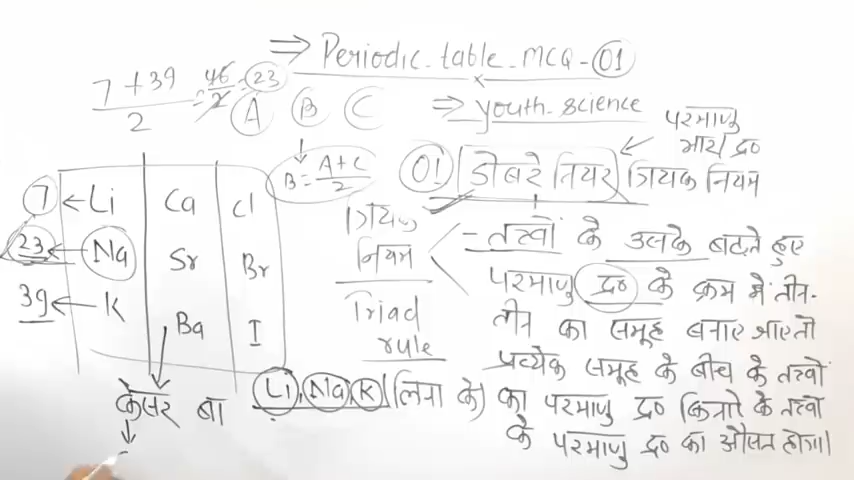 ⇒ Periodic table MCQ - 01
7 + 39 / 2 = 46 / 2 = 23
A B C
⇒ youth science
B = A + C / 2
01 डोबरे नियर त्रियक नियम
परमाणु
भार/द्र०
7 ← Li Ca Cl
23 ← Na Sr Br
39 ← K Ba I
त्रियक
नियम
Triad
rule
- तत्वों के उनके बढ़ते हुए
परमाणु द्र० के क्रम में तीन-
तीन का समूह बनाए जाए तो
प्रत्येक समूह के बीच के तत्वों
का परमाणु द्र० किनारे के तत्वो
के परमाणु द्र० का औसत होगा।
केसर बा
Li, Na, K (लिना के)